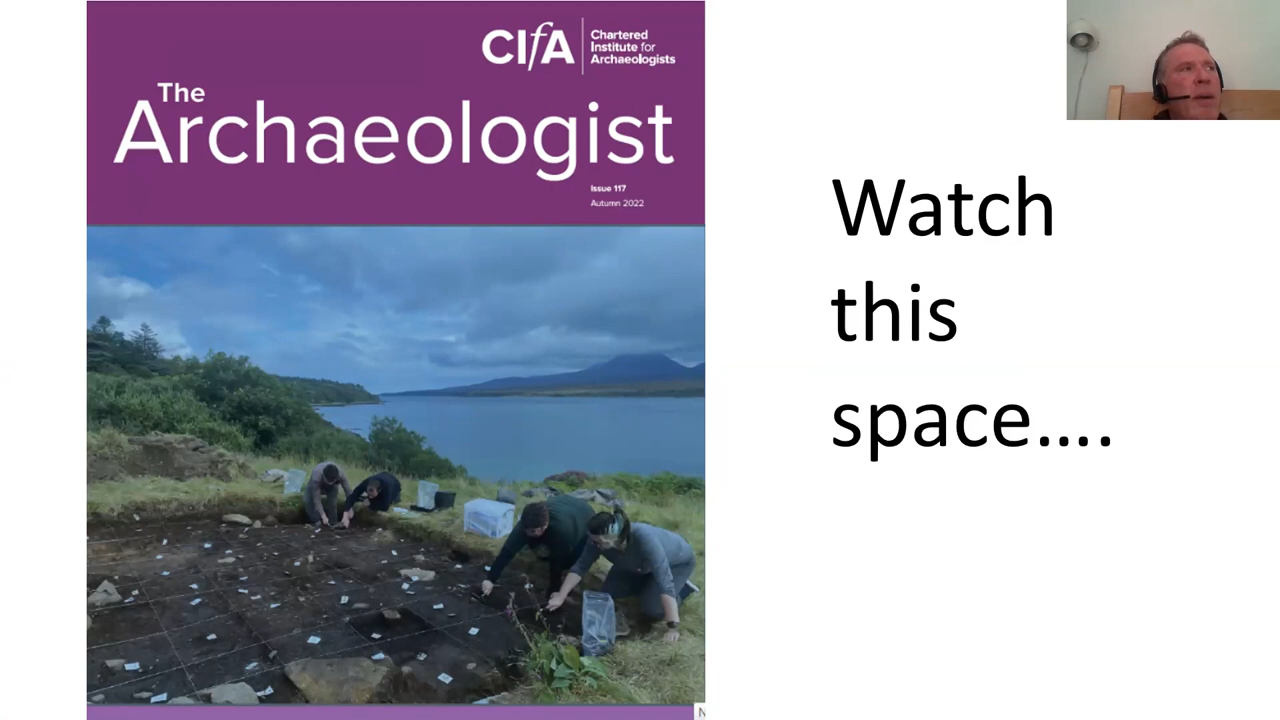 CIfA
Chartered
Institute for
Archaeologists
The
Archaeologist
Issue 117
Autumn 2022
Watch
this
space....
N